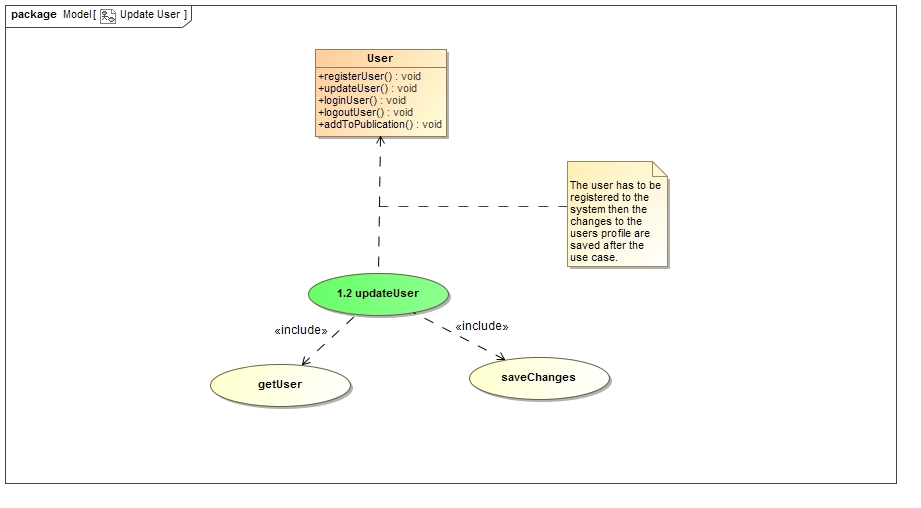 package Model[ Update User ]
User
+registerUser() : void
+updateUser() : void
+loginUser() : void
+logoutUser() : void
+addToPublication() : void
The user has to be
registered to the
system then the
changes to the
users profile are
saved after the
use case.
1.2 updateUser
«include»
«include»
getUser
saveChanges